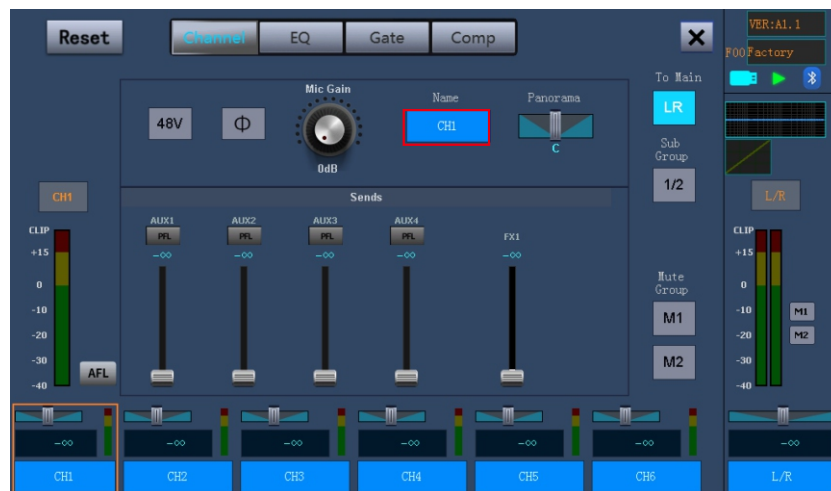 Reset
Channel
EQ
Gate
Comp
VER:A1.1
F00Factory
48V
Φ
Mic Gain
0dB
Name
CH1
Panorama
C
To Main
LR
Sub
Group
1/2
Sends
CH1
CLIP
+15
0
-10
-20
-30
-40
AFL
AUX1
PFL
-∞
AUX2
PFL
-∞
AUX3
PFL
-∞
AUX4
PFL
-∞
FX1
-∞
Mute
Group
M1
M2
L/R
CLIP
+15
0
-10
-20
-30
-40
M1
M2
-∞
-∞
-∞
-∞
-∞
-∞
-∞
CH1
CH2
CH3
CH4
CH5
CH6
L/R